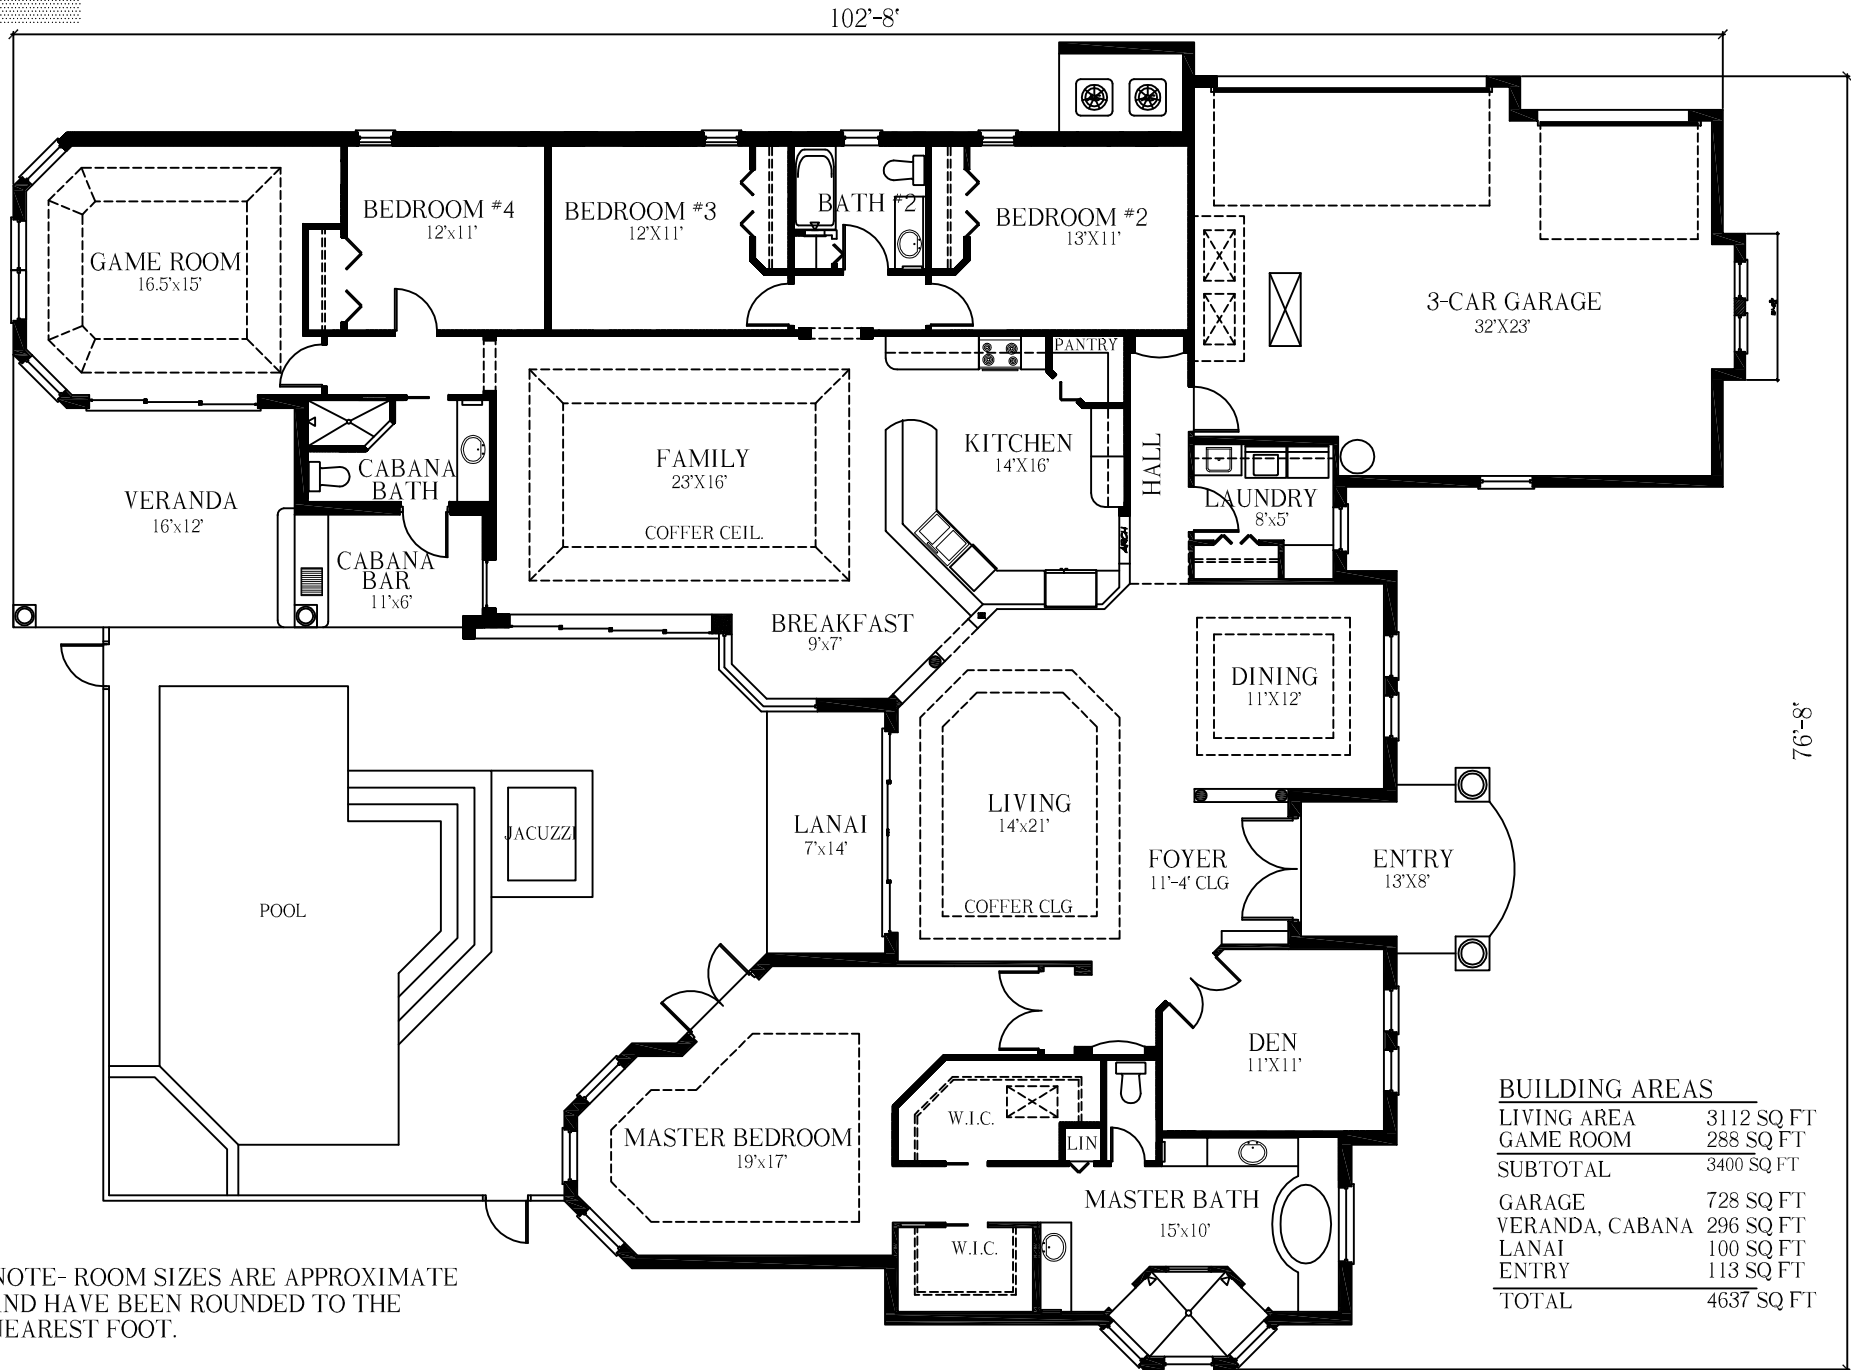 102'-8"
BEDROOM #4
12'x11'
BEDROOM #3
12'X11'
BATH #2
BEDROOM #2
13'X11'
GAME ROOM
16.5'x15'
3-CAR GARAGE
32'X23'
PANTRY
KITCHEN
14'X16'
HALL
FAMILY
23'X16'
COFFER CEIL.
CABANA
BATH
VERANDA
16'x12'
LAUNDRY
8'x5'
ARCH
CABANA
BAR
11'x6'
BREAKFAST
9'x7'
DINING
11'X12'
76'-8"
LIVING
14'x21'
COFFER CLG
LANAI
7'x14'
JACUZZI
POOL
FOYER
11'-4" CLG
ENTRY
13'X8'
DEN
11'X11'
W.I.C.
LIN
MASTER BEDROOM
19'x17'
MASTER BATH
15'x10'
W.I.C.
BUILDING AREAS
LIVING AREA 3112 SQ FT
GAME ROOM 288 SQ FT
SUBTOTAL 3400 SQ FT
GARAGE 728 SQ FT
VERANDA, CABANA 296 SQ FT
LANAI 100 SQ FT
ENTRY 113 SQ FT
TOTAL 4637 SQ FT
NOTE- ROOM SIZES ARE APPROXIMATE
AND HAVE BEEN ROUNDED TO THE
NEAREST FOOT.